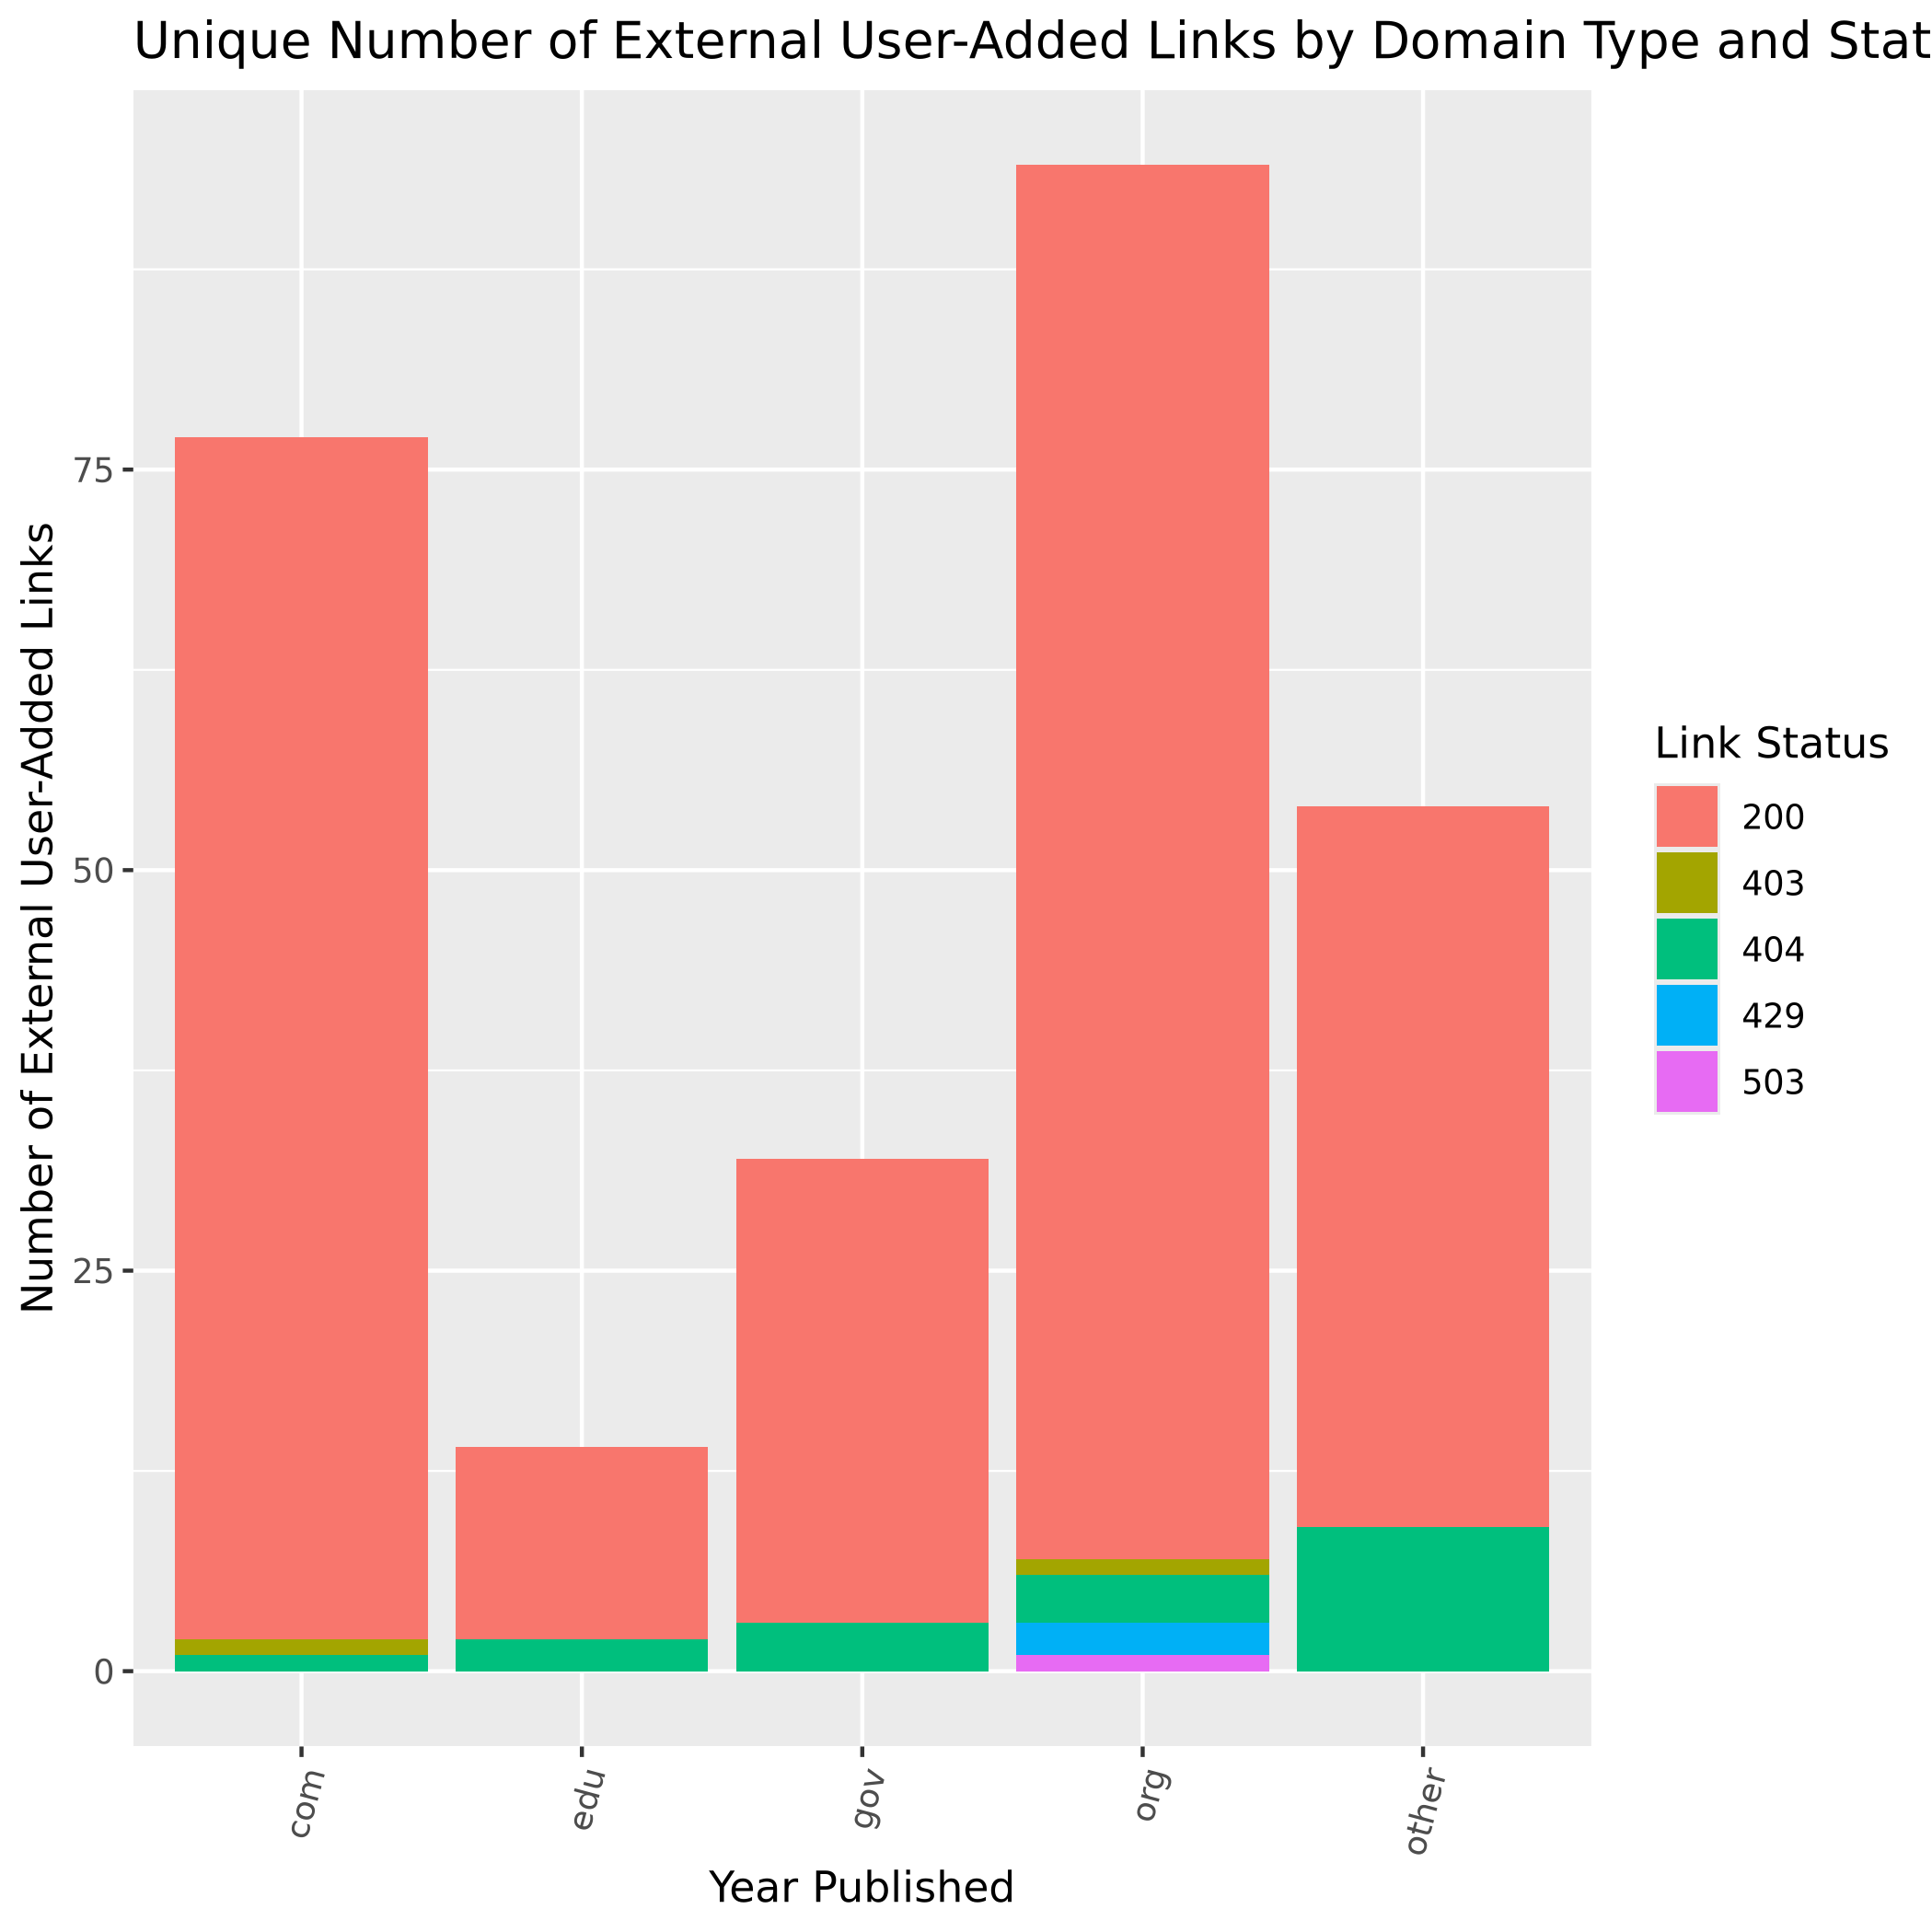 Unique Number of External User-Added Links by Domain Type and Stat
Number of External User-Added Links
75
50
25
0
com
edu
gov
org
other
Year Published
Link Status
200
403
404
429
503